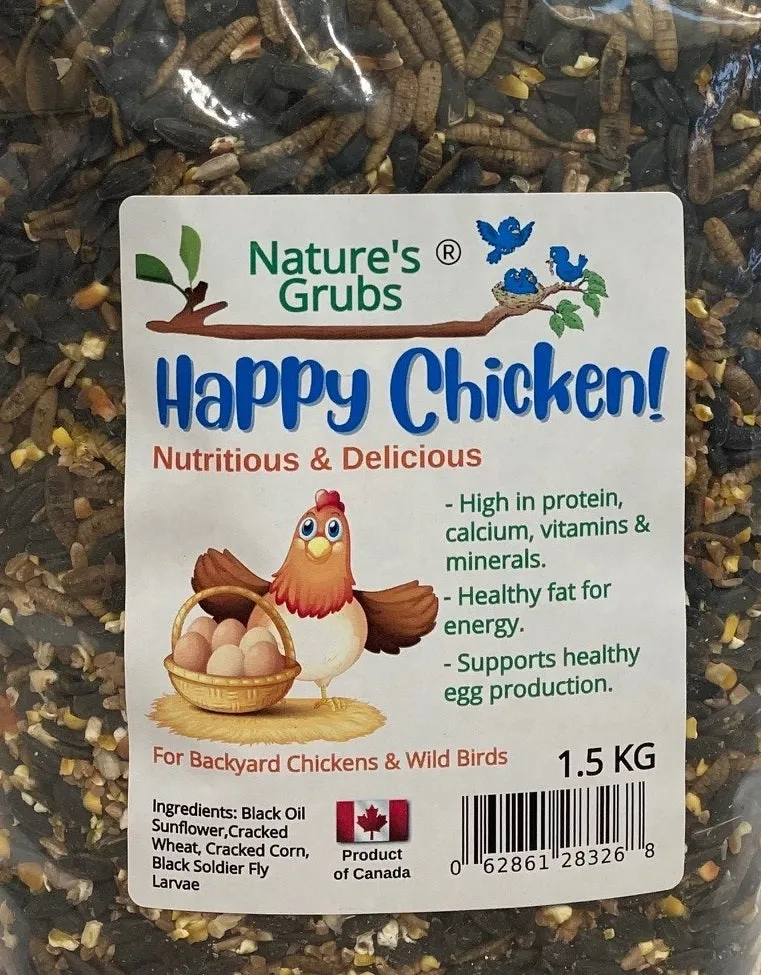 Nature's ®
Grubs
Happy Chicken!
Nutritious & Delicious
- High in protein,
calcium, vitamins &
minerals.
- Healthy fat for
energy.
- Supports healthy
egg production.
For Backyard Chickens & Wild Birds
1.5 KG
Ingredients: Black Oil
Sunflower,Cracked
Wheat, Cracked Corn,
Black Soldier Fly
Larvae
Product
of Canada
0 62861 28326 8